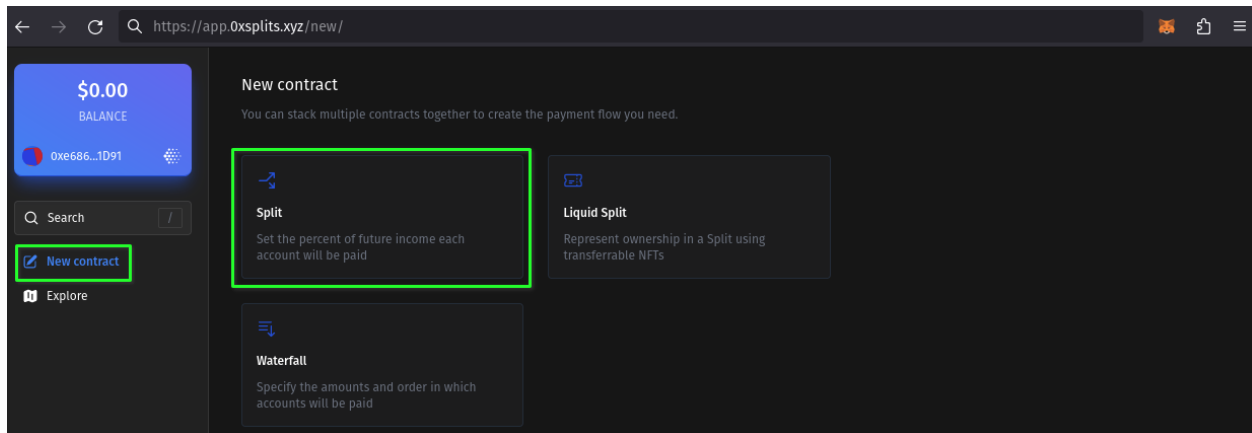 https://app.0xsplits.xyz/new/
$0.00
BALANCE
0xe686...1D91
Search
/
New contract
Explore
New contract
You can stack multiple contracts together to create the payment flow you need.
Split
Set the percent of future income each
account will be paid
Liquid Split
Represent ownership in a Split using
transferrable NFTs
Waterfall
Specify the amounts and order in which
accounts will be paid